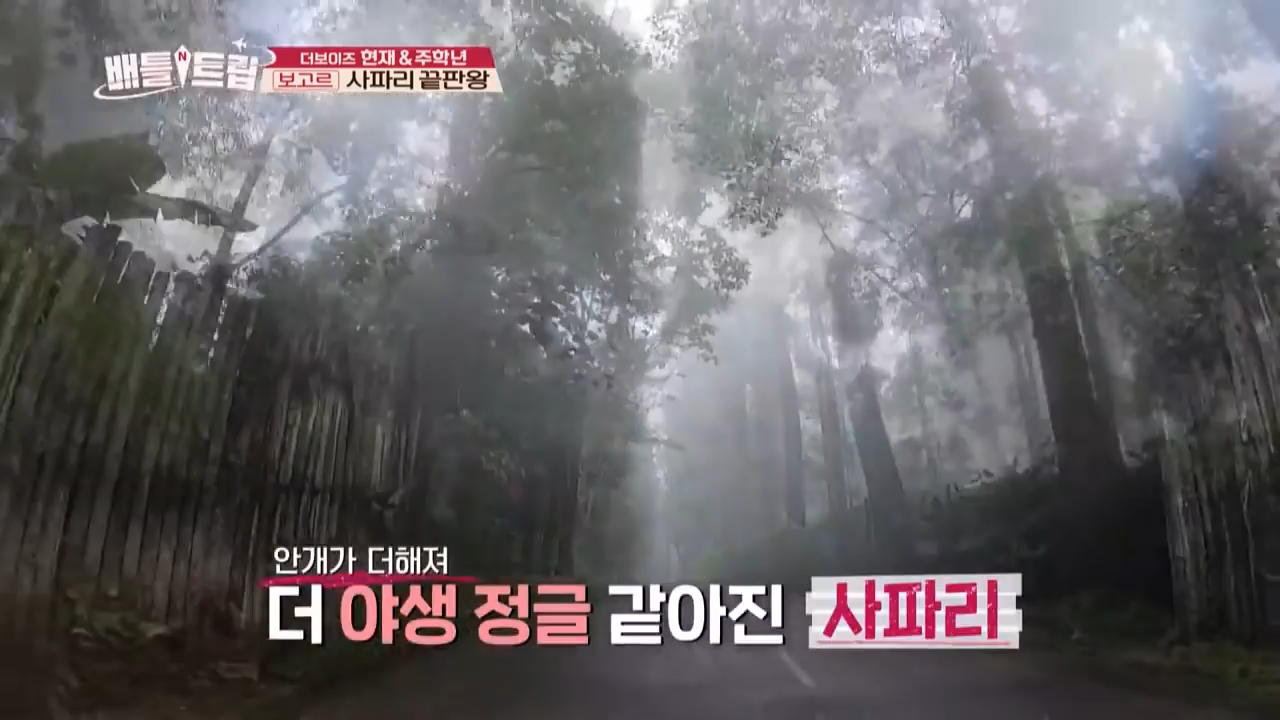 배틀트립
더보이즈 현재&주학년
보고르 사파리 끝판왕
안개가 더해져
더 야생 정글 같아진 사파리